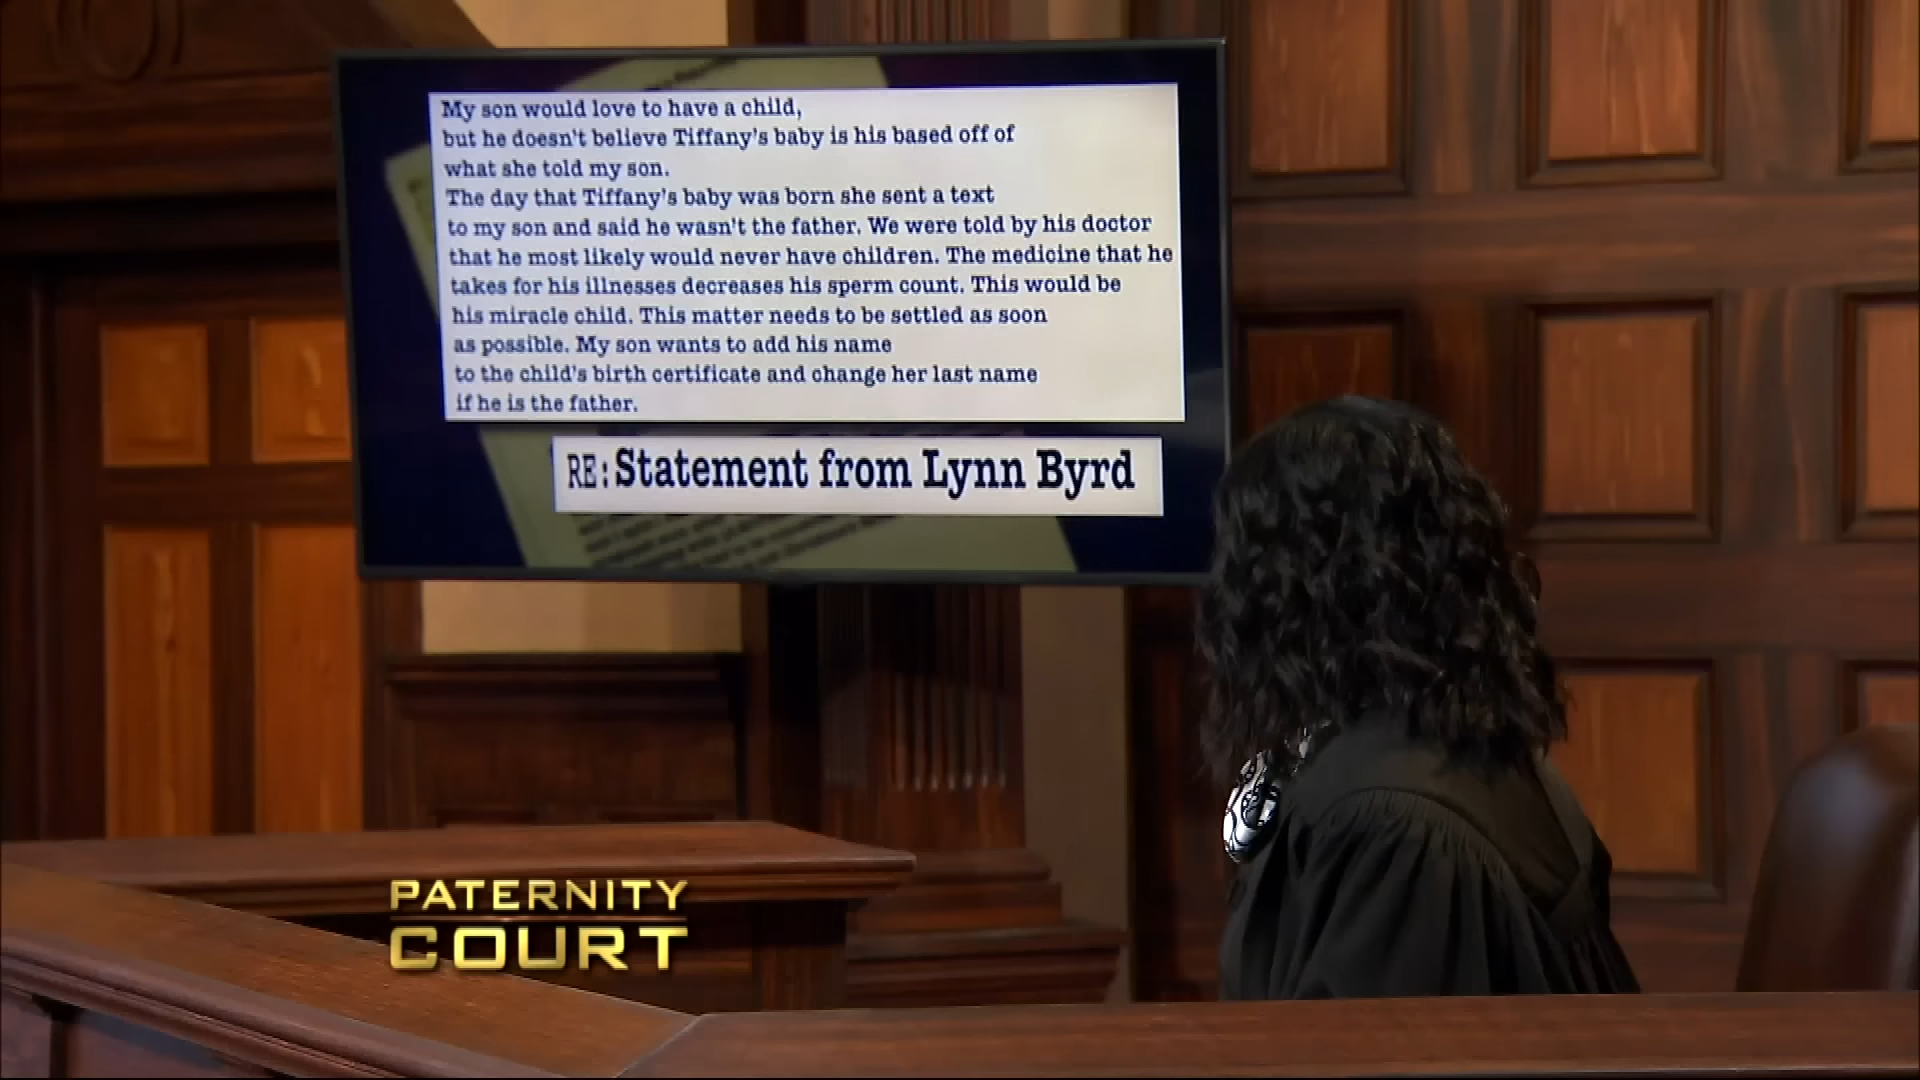 My son would love to have a child,
but he doesn't believe Tiffany's baby is his based off of
what she told my son.
The day that Tiffany's baby was born she sent a text
to my son and said he wasn't the father. We were told by his doctor
that he most likely would never have children. The medicine that he
takes for his illnesses decreases his sperm count. This would be
his miracle child. This matter needs to be settled as soon
as possible. My son wants to add his name
to the child's birth certificate and change her last name
if he is the father.
RE: Statement from Lynn Byrd
PATERNITY
COURT